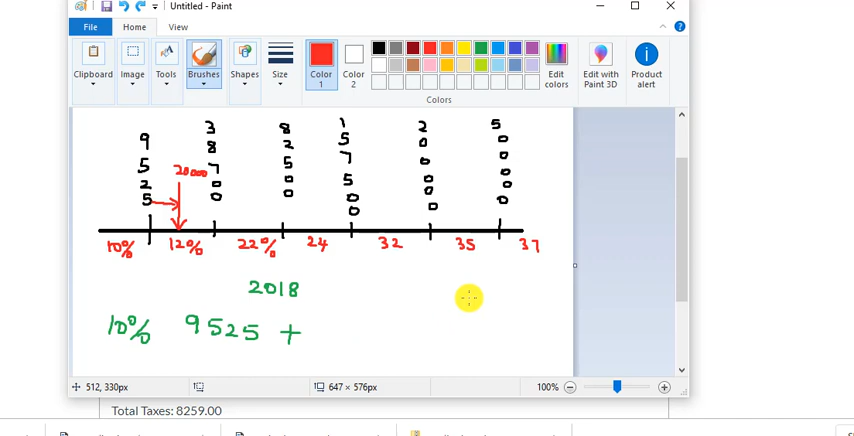 Untitled - Paint
File Home View
Clipboard Image Tools Brushes Shapes Size Color 1 Color 2 Edit colors Edit with Paint 3D Product alert
Colors
9525 38700 82500 157500 200000 500000
20000
10% 12% 22% 24 32 35 37
2018
10% 9525 +
512, 330px 647 × 576px 100%
Total Taxes: 8259.00